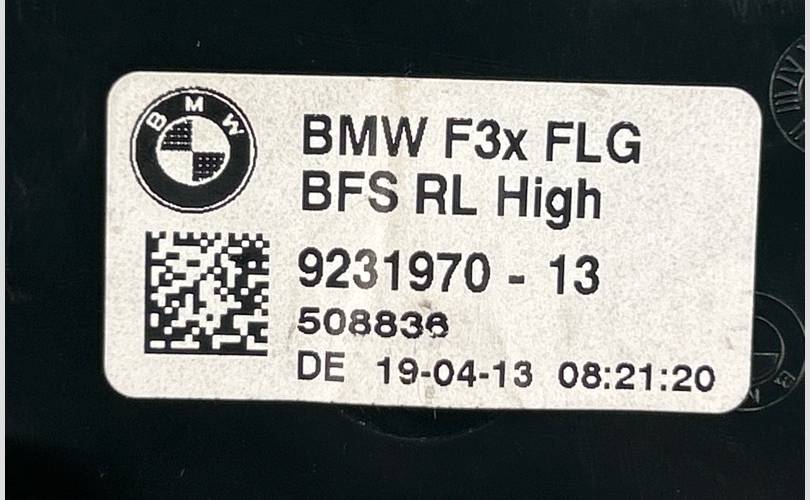 BMW
BMW F3x FLG
BFS RL High
9231970 - 13
508836
DE 19-04-13 08:21:20